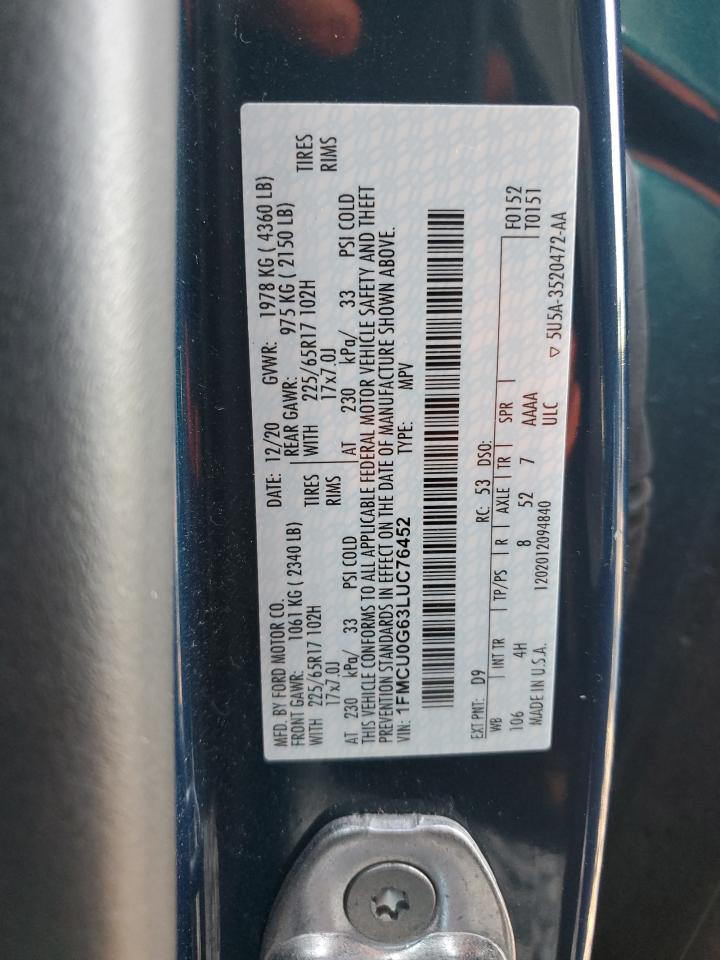 MFD. BY FORD MOTOR CO. DATE: 12/20 GVWR: 1978 KG ( 4360 LB)
FRONT GAWR: 1061 KG ( 2340 LB) REAR GAWR: 975 KG ( 2150 LB)
WITH 225/65R17 102H TIRES WITH 225/65R17 102H TIRES
17x7.0J RIMS 17x7.0J RIMS
AT 230 kPa/ 33 PSI COLD AT 230 kPa/ 33 PSI COLD
THIS VEHICLE CONFORMS TO ALL APPLICABLE FEDERAL MOTOR VEHICLE SAFETY AND THEFT
PREVENTION STANDARDS IN EFFECT ON THE DATE OF MANUFACTURE SHOWN ABOVE.
VIN: 1FMCU0G63LUC76452 TYPE: MPV
EXT PNT: D9 RC: 53 DSO:
WB INT TR TP/PS R AXLE TR SPR F0152
106 4H 8 52 7 AAAA T0151
MADE IN U.S.A. 1202012094840 ULC ▽ 5U5A-3520472-AA